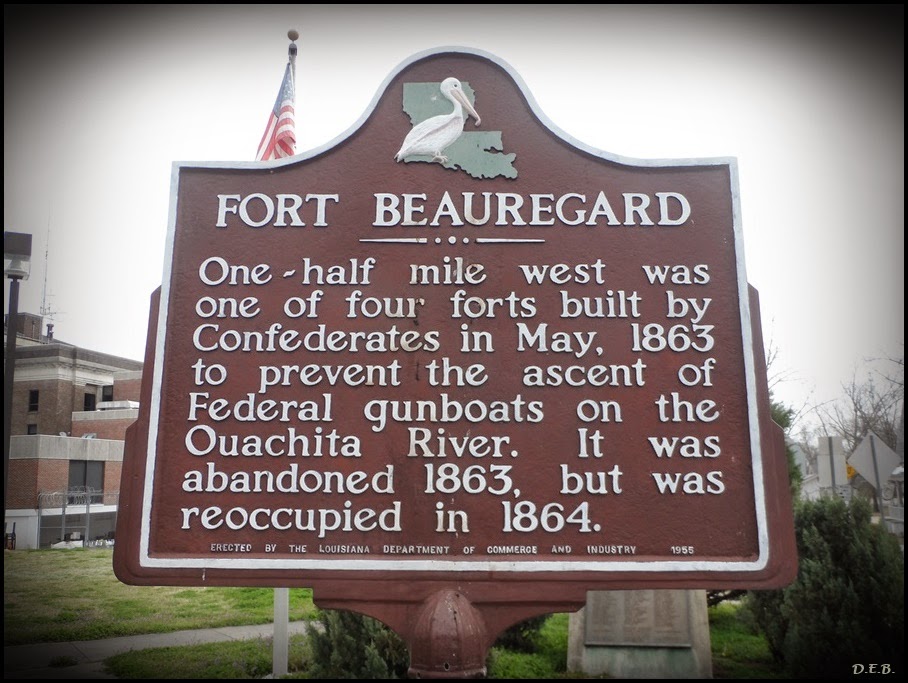 FORT BEAUREGARD
One-half mile west was
one of four forts built by
Confederates in May, 1863
to prevent the ascent of
Federal gunboats on the
Ouachita River. It was
abandoned 1863, but was
reoccupied in 1864.
ERECTED BY THE LOUISIANA DEPARTMENT OF COMMERCE AND INDUSTRY 1955
D.E.B.